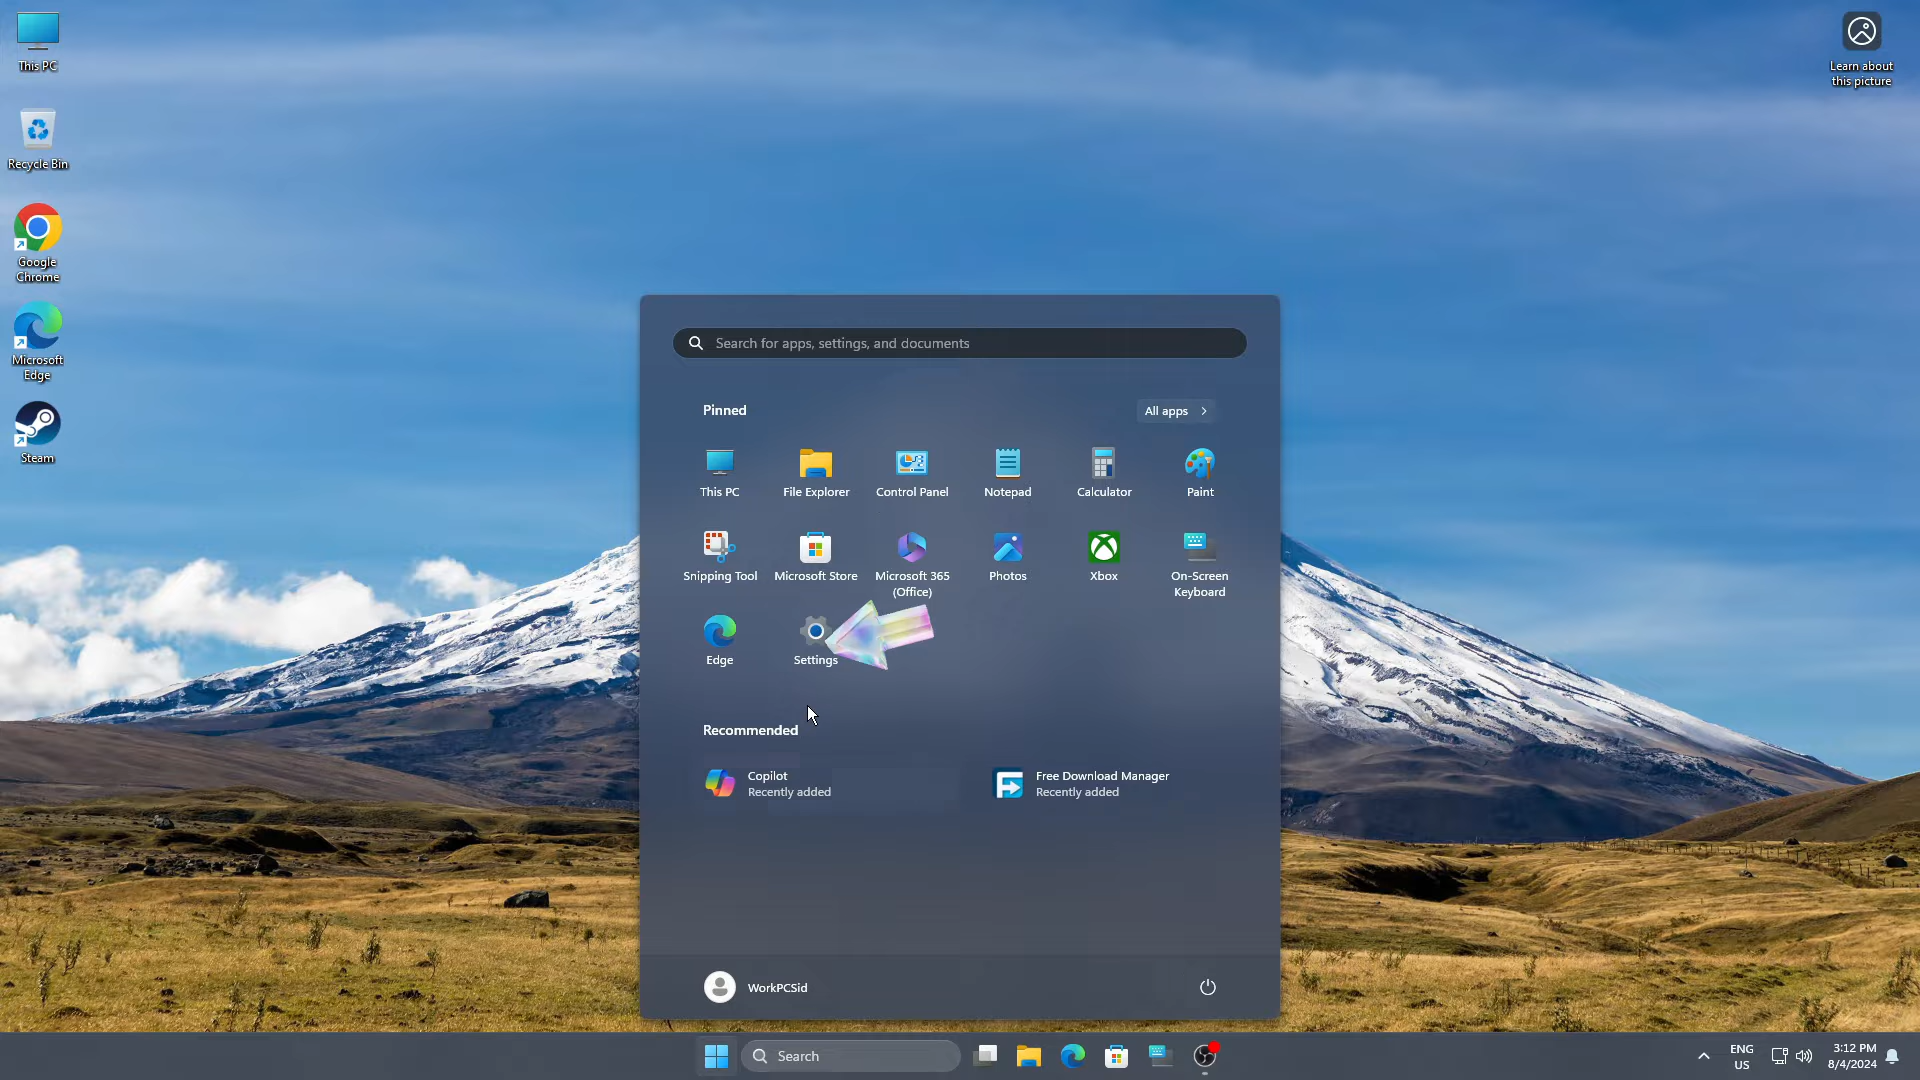 This PC
Recycle Bin
Google
Chrome
Microsoft
Edge
Steam
Learn about
this picture
Search for apps, settings, and documents
Pinned
All apps
This PC
File Explorer
Control Panel
Notepad
Calculator
Paint
Snipping Tool
Microsoft Store
Microsoft 365
(Office)
Photos
Xbox
On-Screen
Keyboard
Edge
Settings
Recommended
Copilot
Recently added
Free Download Manager
Recently added
WorkPCSid
Search
ENG
US
3:12 PM
8/4/2024